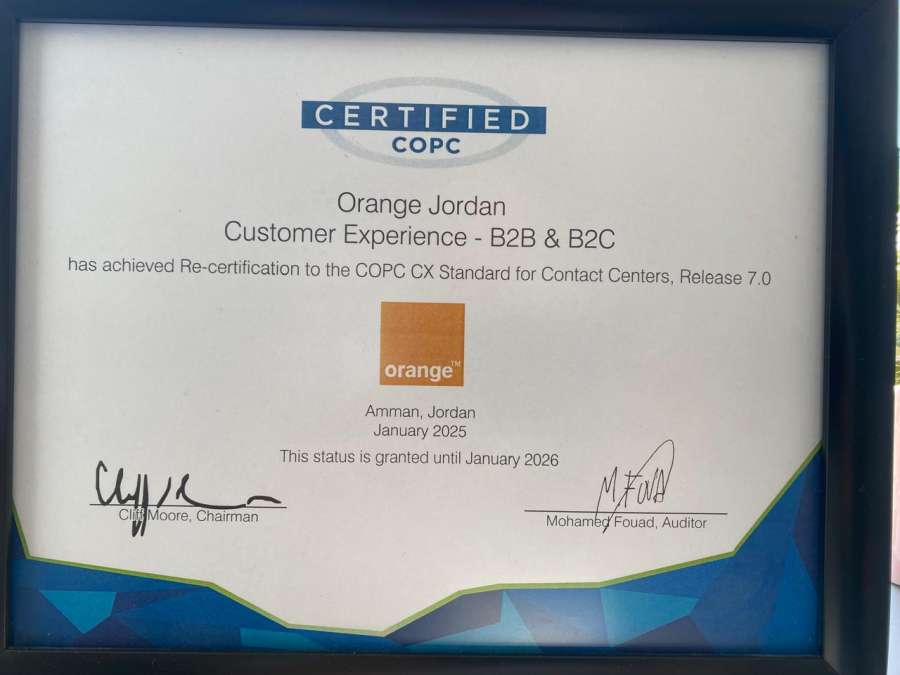 CERTIFIED
COPC
Orange Jordan
Customer Experience - B2B & B2C
has achieved Re-certification to the COPC CX Standard for Contact Centers, Release 7.0
orange™
Amman, Jordan
January 2025
This status is granted until January 2026
M Fouad
Cliff Moore, Chairman
Mohamed Fouad, Auditor